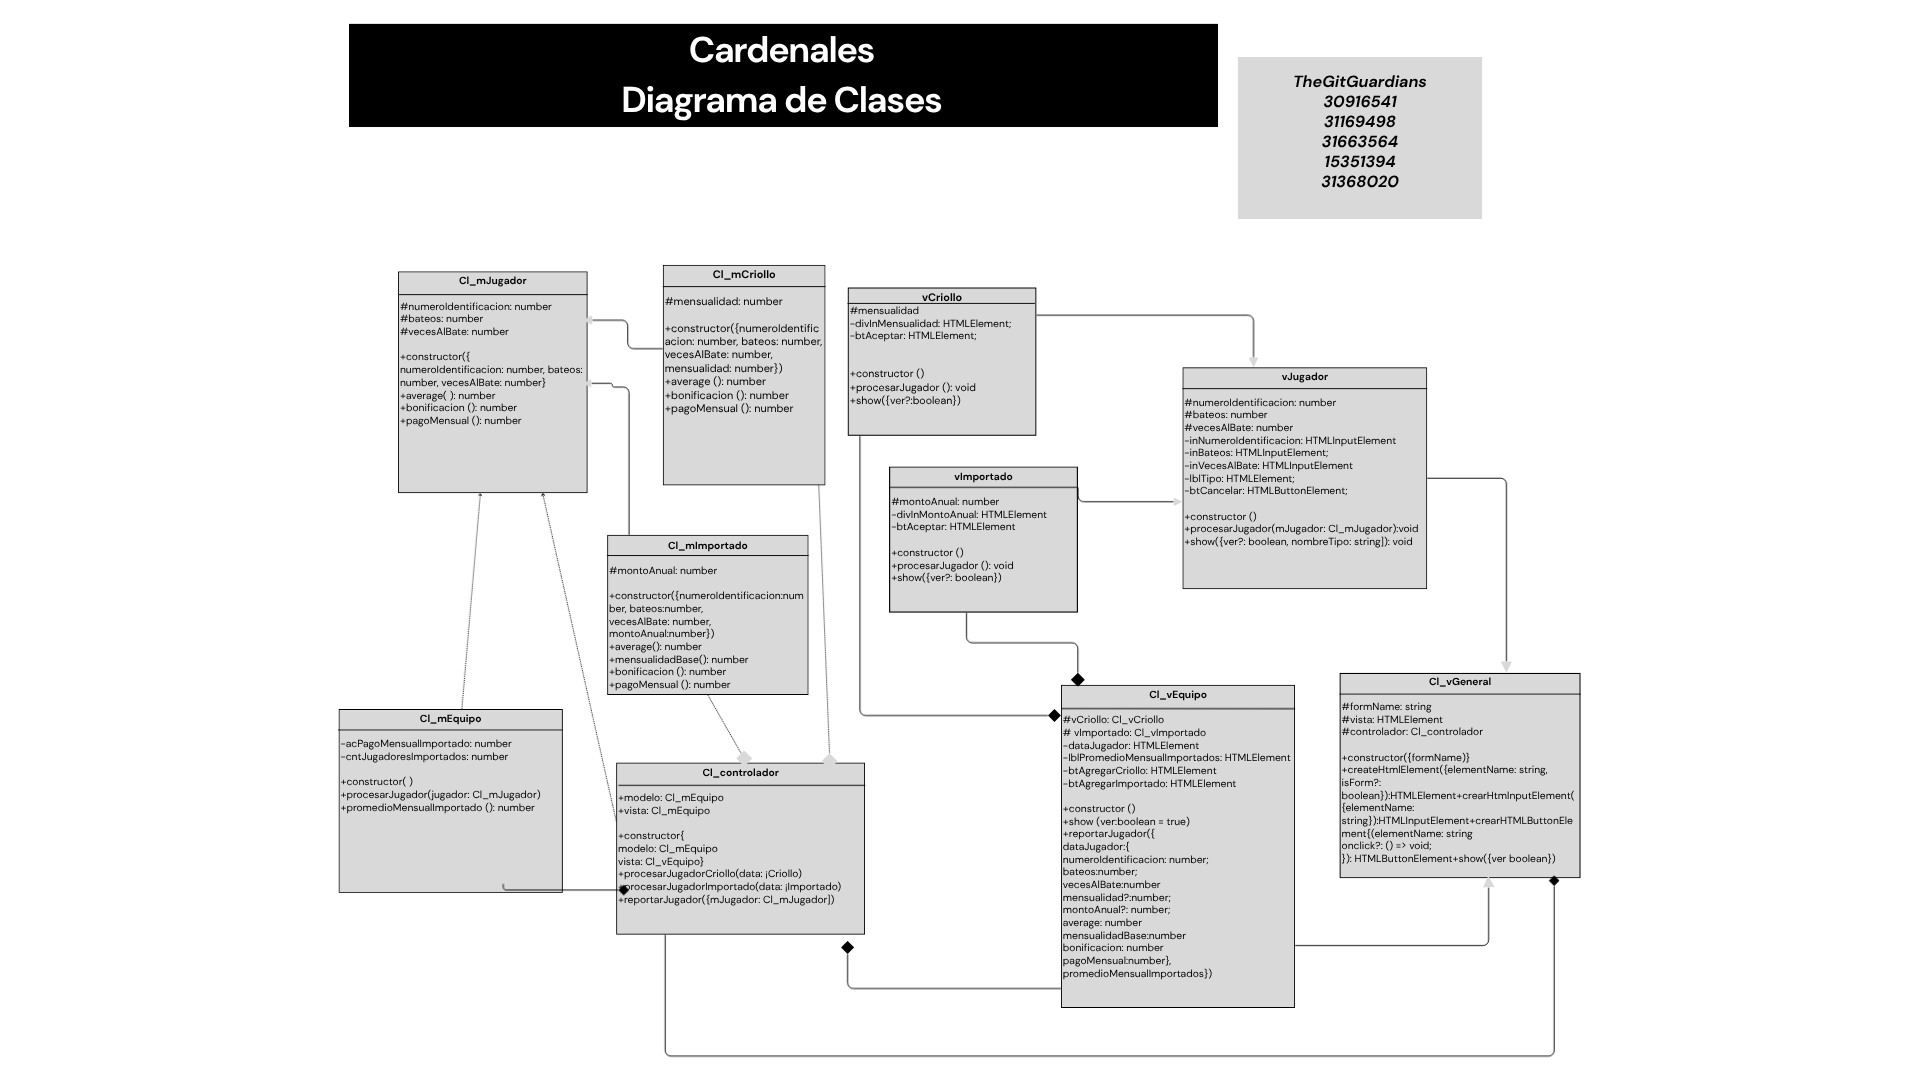 Cardenales
Diagrama de Clases
TheGitGuardians
30916541
31169498
31663564
15351394
31368020
Cl_mJugador
#numeroIdentificacion: number
#bateos: number
#vecesAlBate: number
+constructor({
numeroIdentificacion: number, bateos:
number, vecesAlBate: number}
+average( ): number
+bonificacion (): number
+pagoMensual (): number
Cl_mCriollo
#mensualidad: number
+constructor({numeroIdentific
acion: number, bateos: number,
vecesAlBate: number,
mensualidad: number})
+average (): number
+bonificacion (): number
+pagoMensual (): number
vCriollo
#mensualidad
-divInMensualidad: HTMLElement;
-btAceptar: HTMLElement;
+constructor ()
+procesarJugador (): void
+show({ver?:boolean})
vJugador
#numeroIdentificacion: number
#bateos: number
#vecesAlBate: number
-inNumeroIdentificacion: HTMLInputElement
-inBateos: HTMLInputElement;
-inVecesAlBate: HTMLInputElement
-lblTipo: HTMLElement;
-btCancelar: HTMLButtonElement;
+constructor ()
+procesarJugador(mJugador: Cl_mJugador):void
+show({ver?: boolean, nombreTipo: string]): void
vImportado
#montoAnual: number
-divInMontoAnual: HTMLElement
-btAceptar: HTMLElement
+constructor ()
+procesarJugador (): void
+show({ver?: boolean})
Cl_mImportado
#montoAnual: number
+constructor({numeroIdentificacion:num
ber, bateos:number,
vecesAlBate: number,
montoAnual:number})
+average(): number
+mensualidadBase(): number
+bonificacion (): number
+pagoMensual (): number
Cl_mEquipo
-acPagoMensualImportado: number
-cntJugadoresImportados: number
+constructor( )
+procesarJugador(jugador: Cl_mJugador)
+promedioMensualImportado (): number
Cl_controlador
+modelo: Cl_mEquipo
+vista: Cl_mEquipo
+constructor{
modelo: Cl_mEquipo
vista: Cl_vEquipo}
+procesarJugadorCriollo(data: ¡Criollo)
+procesarJugadorImportado(data: ¡Importado)
+reportarJugador({mJugador: Cl_mJugador])
Cl_vEquipo
#vCriollo: Cl_vCriollo
# vImportado: Cl_vImportado
-dataJugador: HTMLElement
-lblPromedioMensualImportados: HTMLElement
-btAgregarCriollo: HTMLElement
-btAgregarImportado: HTMLElement
+constructor ()
+show (ver:boolean = true)
+reportarJugador({
dataJugador:{
numeroIdentificacion: number;
bateos:number;
vecesAlBate:number
mensualidad?:number;
montoAnual?: number;
average: number
mensualidadBase:number
bonificacion: number
pagoMensual:number},
promedioMensualImportados})
Cl_vGeneral
#formName: string
#vista: HTMLElement
#controlador: Cl_controlador
+constructor({formName)}
+createHtmlElement({elementName: string,
isForm?:
boolean}):HTMLElement+crearHtmInputElement(
{elementName:
string}):HTMLInputElement+crearHTMLButtonEle
ment{(elementName: string
onclick?: () => void;
}): HTMLButtonElement+show({ver boolean})